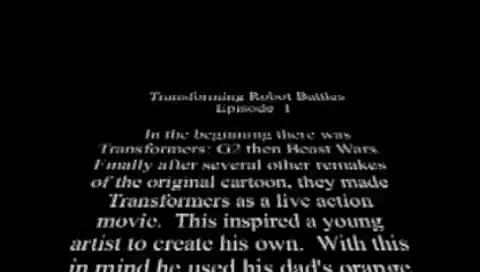 Transforming Robot Battles
Episode 1
In the beginning there was
Transformers: G2 then Beast Wars.
Finally after several other remakes
of the original cartoon, they made
Transformers as a live action
movie. This inspired a young
artist to create his own. With this
in mind he used his dad's orange